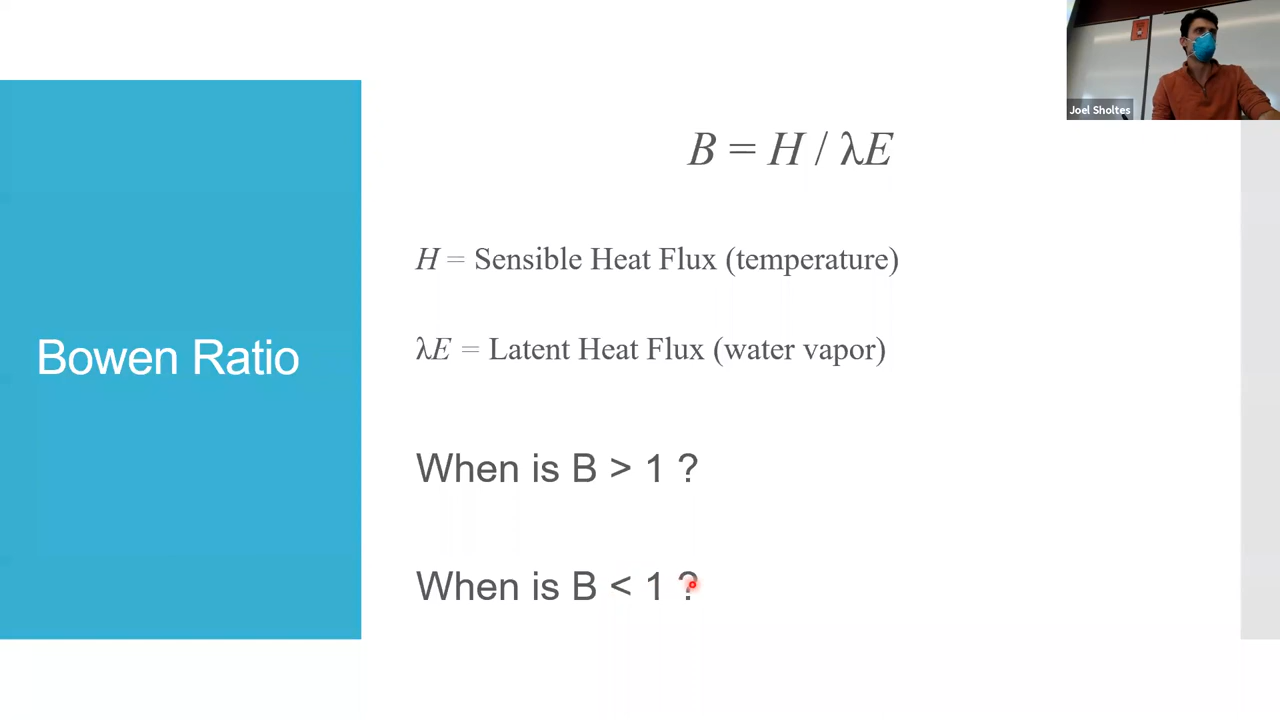 Joel Sholtes
B = H / λE
H = Sensible Heat Flux (temperature)
λE = Latent Heat Flux (water vapor)
Bowen Ratio
When is B > 1 ?
When is B < 1 ?